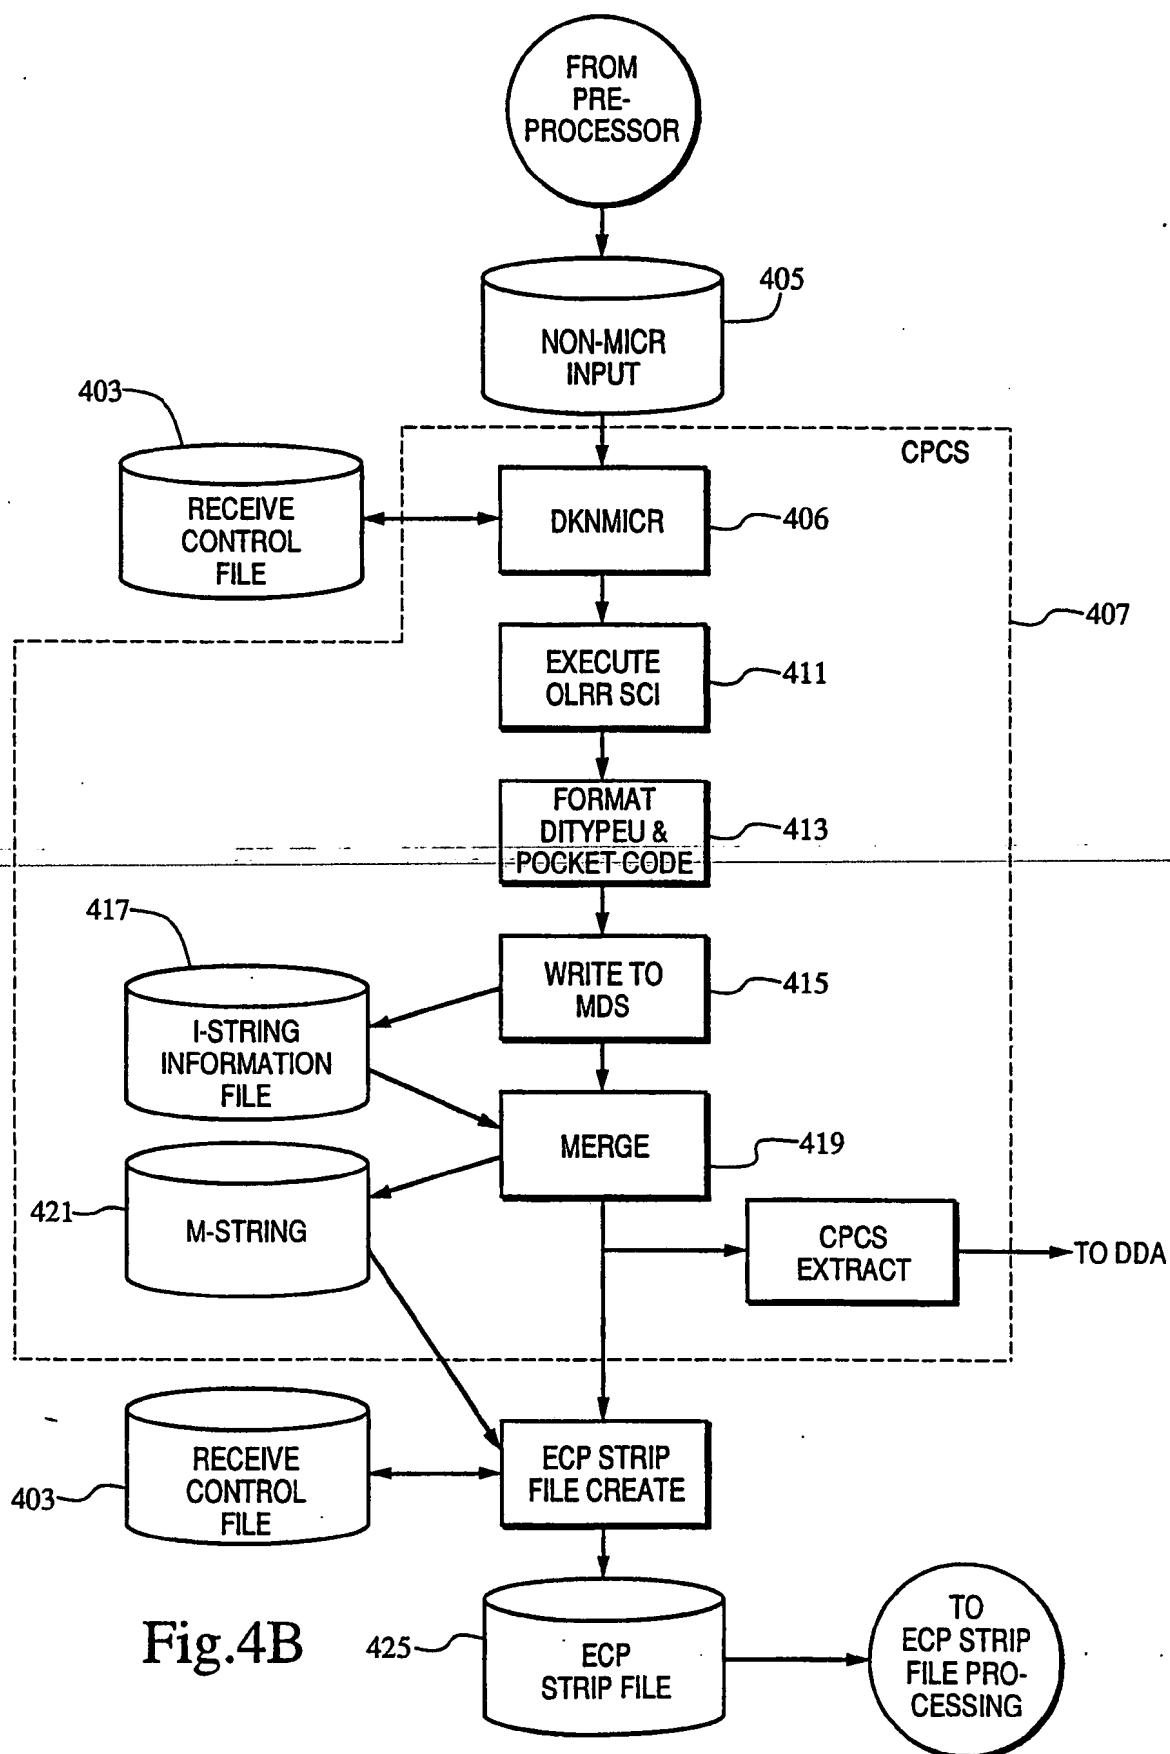 FROM
PRE-
PROCESSOR
405
NON-MICR
INPUT
403
CPCS
RECEIVE
CONTROL
FILE
DKNMICR
406
407
EXECUTE
OLRR SCI
411
FORMAT
DITYPEU &
POCKET CODE
413
417
WRITE TO
MDS
415
I-STRING
INFORMATION
FILE
MERGE
419
421
M-STRING
CPCS
EXTRACT
TO DDA
RECEIVE
CONTROL
FILE
403
ECP STRIP
FILE CREATE
Fig.4B
425
ECP
STRIP FILE
TO
ECP STRIP
FILE PRO-
CESSING